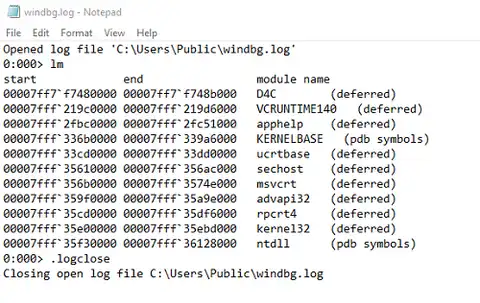 windbg.log - Notepad
File Edit Format View Help
Opened log file 'C:\Users\Public\windbg.log'
0:000> lm
start end module name
00007ff7`f7480000 00007ff7`f748b000 D4C (deferred)
00007fff`219c0000 00007fff`219d6000 VCRUNTIME140 (deferred)
00007fff`2fbc0000 00007fff`2fc51000 apphelp (deferred)
00007fff`336b0000 00007fff`339a6000 KERNELBASE (pdb symbols)
00007fff`33cd0000 00007fff`33dd0000 ucrtbase (deferred)
00007fff`35610000 00007fff`356ac000 sechost (deferred)
00007fff`356b0000 00007fff`3574e000 msvcrt (deferred)
00007fff`359f0000 00007fff`35a9e000 advapi32 (deferred)
00007fff`35cd0000 00007fff`35df6000 rpcrt4 (deferred)
00007fff`35e00000 00007fff`35ebd000 kernel32 (deferred)
00007fff`35f30000 00007fff`36128000 ntdll (pdb symbols)
0:000> .logclose
Closing open log file C:\Users\Public\windbg.log